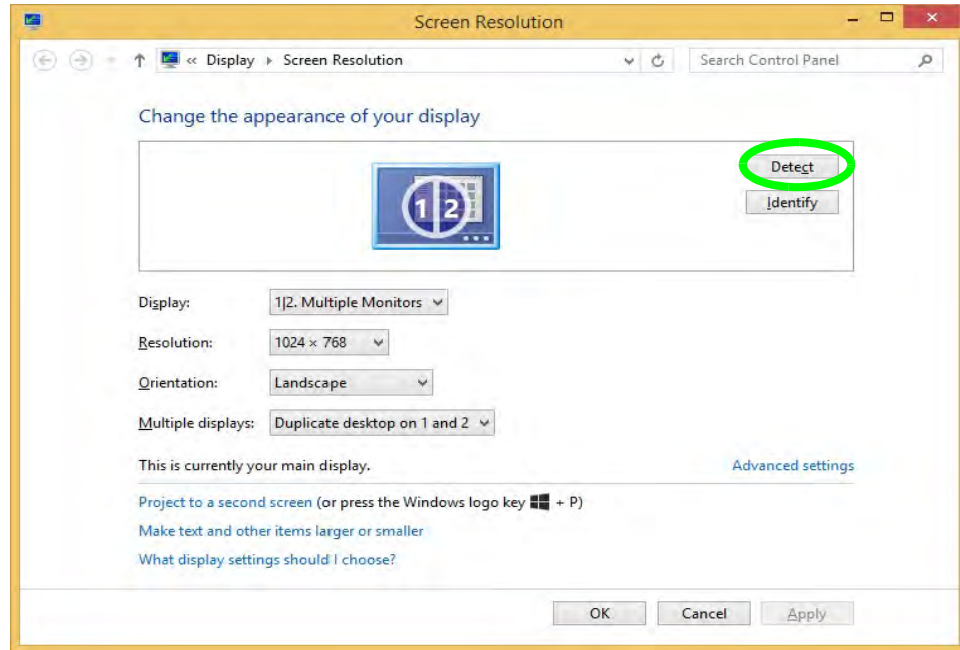 Screen Resolution
« Display ▸ Screen Resolution
Search Control Panel
Change the appearance of your display
Detect
1|2
Identify
Display: 1|2. Multiple Monitors
Resolution: 1024 × 768
Orientation: Landscape
Multiple displays: Duplicate desktop on 1 and 2
This is currently your main display. Advanced settings
Project to a second screen (or press the Windows logo key + P)
Make text and other items larger or smaller
What display settings should I choose?
OK Cancel Apply